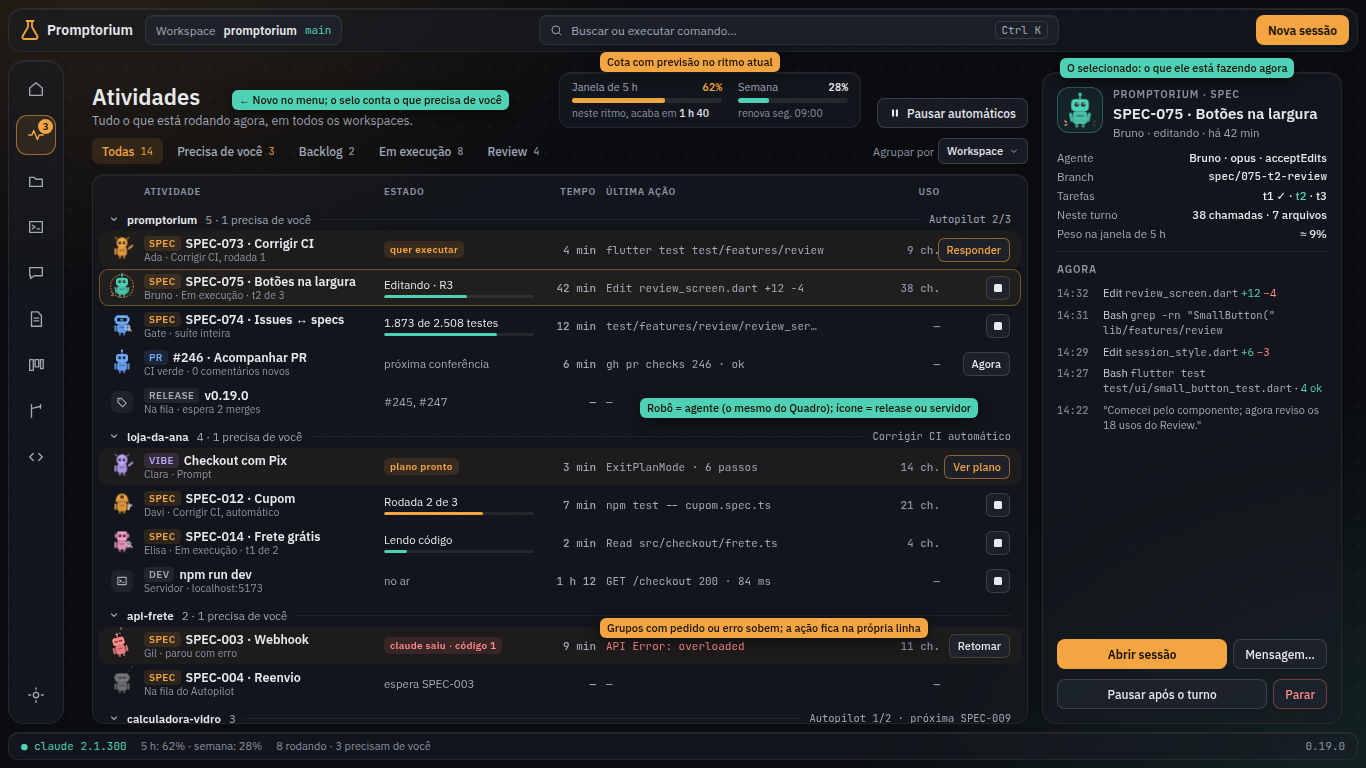 Promptorium
Workspace promptorium main
Buscar ou executar comando...
Ctrl K
Nova sessão
Cota com previsão no ritmo atual
Atividades
← Novo no menu; o selo conta o que precisa de você
Tudo o que está rodando agora, em todos os workspaces.
Janela de 5 h 62%
Semana 28%
neste ritmo, acaba em 1 h 40
renova seg. 09:00
Pausar automáticos
3
Todas 14
Precisa de você 3
Backlog 2
Em execução 8
Review 4
Agrupar por Workspace
ATIVIDADE ESTADO TEMPO ÚLTIMA AÇÃO USO
promptorium 5 · 1 precisa de você Autopilot 2/3
SPEC SPEC-073 · Corrigir CI
Ada · Corrigir CI, rodada 1
quer executar 4 min flutter test test/features/review 9 ch. Responder
SPEC SPEC-075 · Botões na largura
Bruno · Em execução · t2 de 3
Editando · R3 42 min Edit review_screen.dart +12 -4 38 ch.
SPEC SPEC-074 · Issues ↔ specs
Gate · suíte inteira
1.873 de 2.508 testes 12 min test/features/review/review_ser… —
PR #246 · Acompanhar PR
CI verde · 0 comentários novos
próxima conferência 6 min gh pr checks 246 · ok — Agora
RELEASE v0.19.0
Na fila · espera 2 merges
#245, #247 — —
Robô = agente (o mesmo do Quadro); ícone = release ou servidor
loja-da-ana 4 · 1 precisa de você Corrigir CI automático
VIBE Checkout com Pix
Clara · Prompt
plano pronto 3 min ExitPlanMode · 6 passos 14 ch. Ver plano
SPEC SPEC-012 · Cupom
Davi · Corrigir CI, automático
Rodada 2 de 3 7 min npm test -- cupom.spec.ts 21 ch.
SPEC SPEC-014 · Frete grátis
Elisa · Em execução · t1 de 2
Lendo código 2 min Read src/checkout/frete.ts 4 ch.
DEV npm run dev
Servidor · localhost:5173
no ar 1 h 12 GET /checkout 200 · 84 ms —
api-frete 2 · 1 precisa de você
Grupos com pedido ou erro sobem; a ação fica na própria linha
SPEC SPEC-003 · Webhook
Gil · parou com erro
claude saiu · código 1 9 min API Error: overloaded 11 ch. Retomar
SPEC SPEC-004 · Reenvio
Na fila do Autopilot
espera SPEC-003 — — —
calculadora-vidro 3 Autopilot 1/2 · próxima SPEC-009
O selecionado: o que ele está fazendo agora
PROMPTORIUM · SPEC
SPEC-075 · Botões na largura
Bruno · editando · há 42 min
Agente Bruno · opus · acceptEdits
Branch spec/075-t2-review
Tarefas t1 ✓ · t2 · t3
Neste turno 38 chamadas · 7 arquivos
Peso na janela de 5 h ≈ 9%
AGORA
14:32 Edit review_screen.dart +12 −4
14:31 Bash grep -rn "SmallButton("
lib/features/review
14:29 Edit session_style.dart +6 −3
14:27 Bash flutter test
test/ui/small_button_test.dart · 4 ok
14:22 "Comecei pelo componente; agora reviso os
18 usos do Review."
Abrir sessão
Mensagem...
Pausar após o turno
Parar
claude 2.1.300 5 h: 62% · semana: 28% 8 rodando · 3 precisam de você 0.19.0